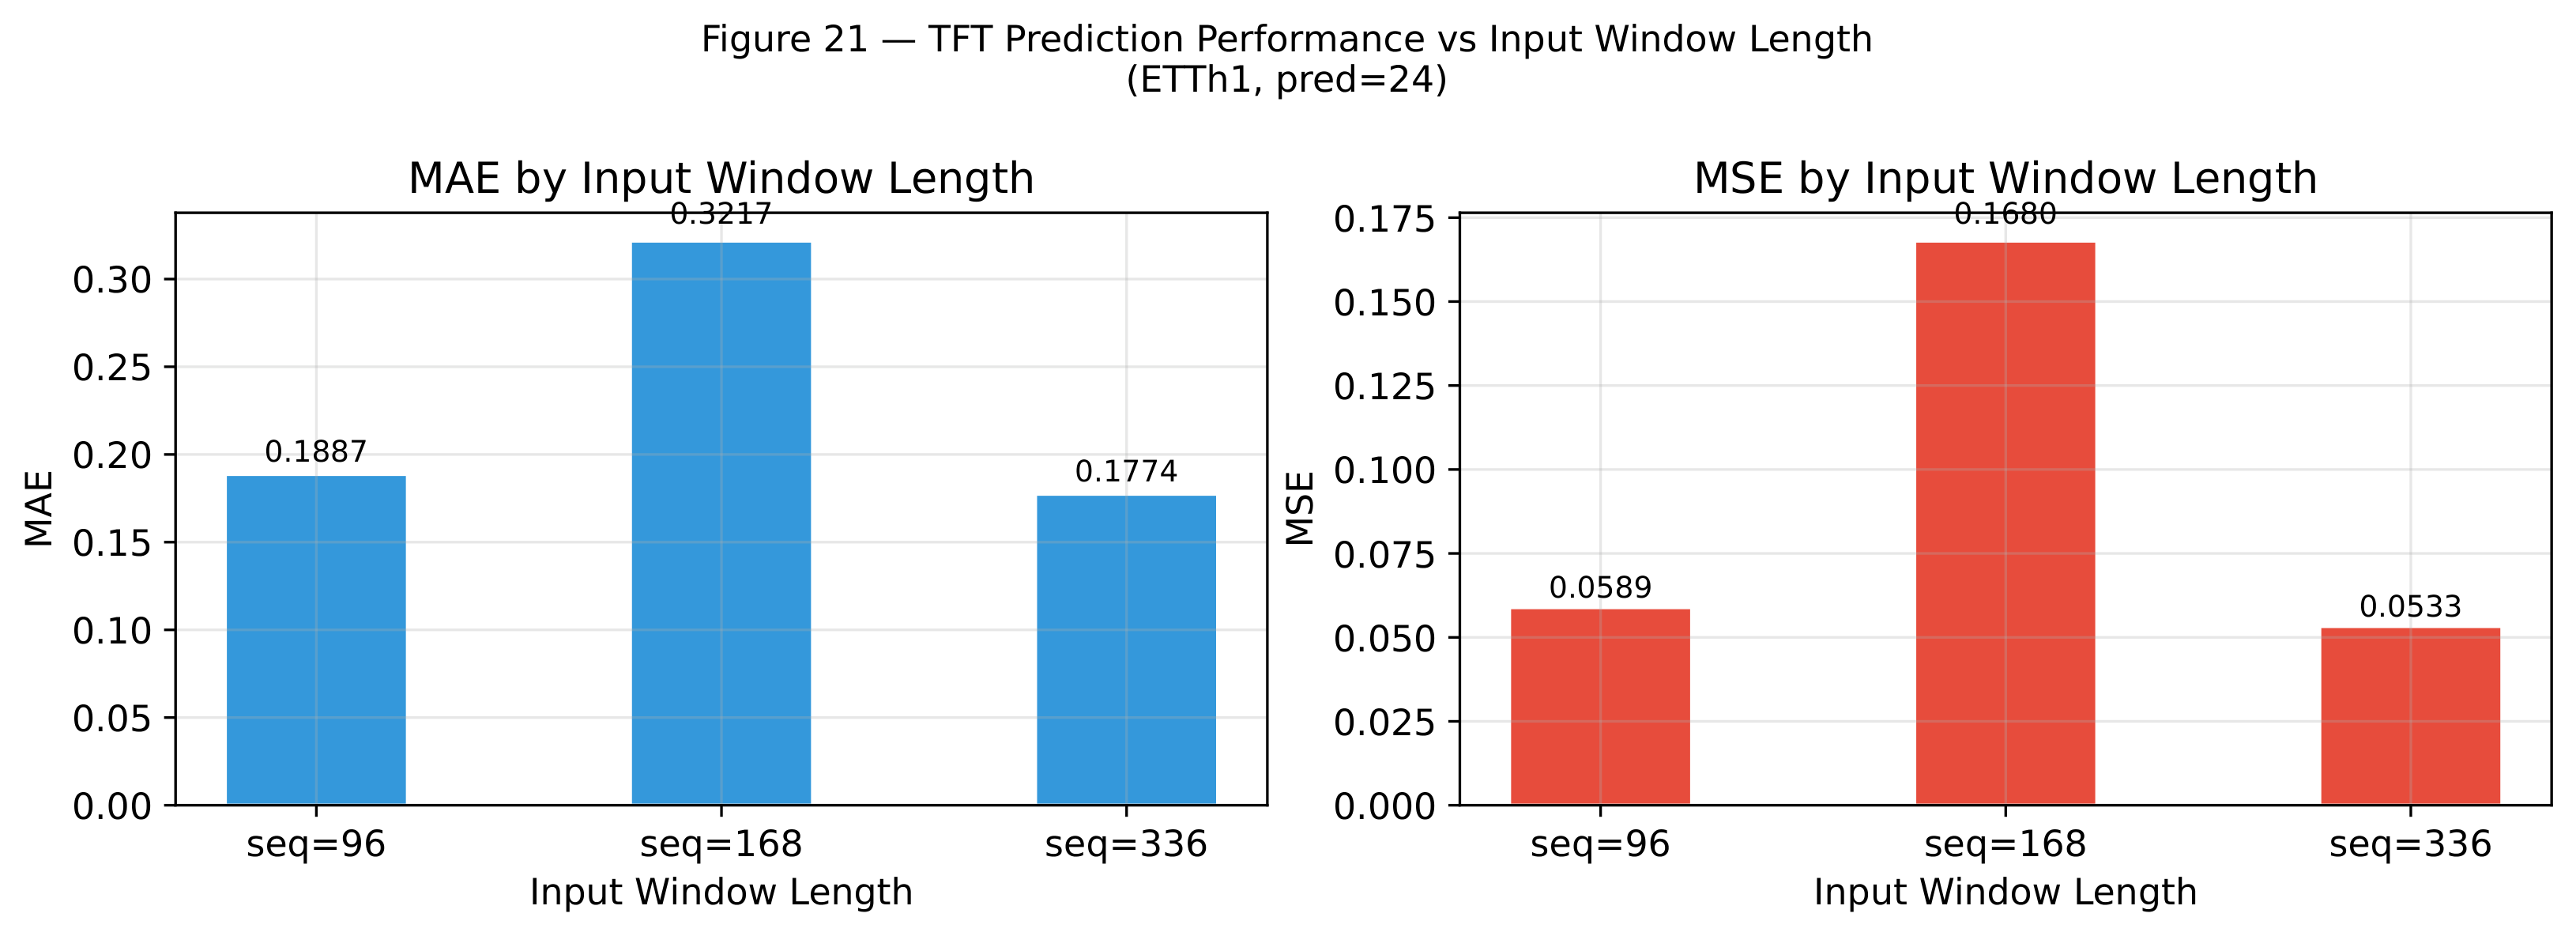 Figure 21 — TFT Prediction Performance vs Input Window Length
(ETTh1, pred=24)
MAE by Input Window Length
0.3217
0.30
0.25
0.20
0.15
0.10
0.05
0.00
MAE
0.1887
0.1774
seq=96
seq=168
seq=336
Input Window Length
MSE by Input Window Length
0.1680
0.175
0.150
0.125
0.100
0.075
0.050
0.025
0.000
MSE
0.0589
0.0533
seq=96
seq=168
seq=336
Input Window Length